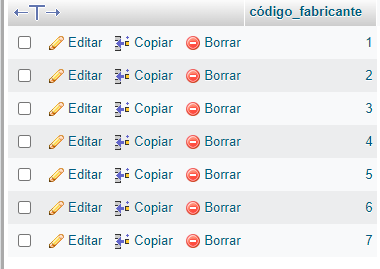 código_fabricante
Editar Copiar Borrar 1
Editar Copiar Borrar 2
Editar Copiar Borrar 3
Editar Copiar Borrar 4
Editar Copiar Borrar 5
Editar Copiar Borrar 6
Editar Copiar Borrar 7